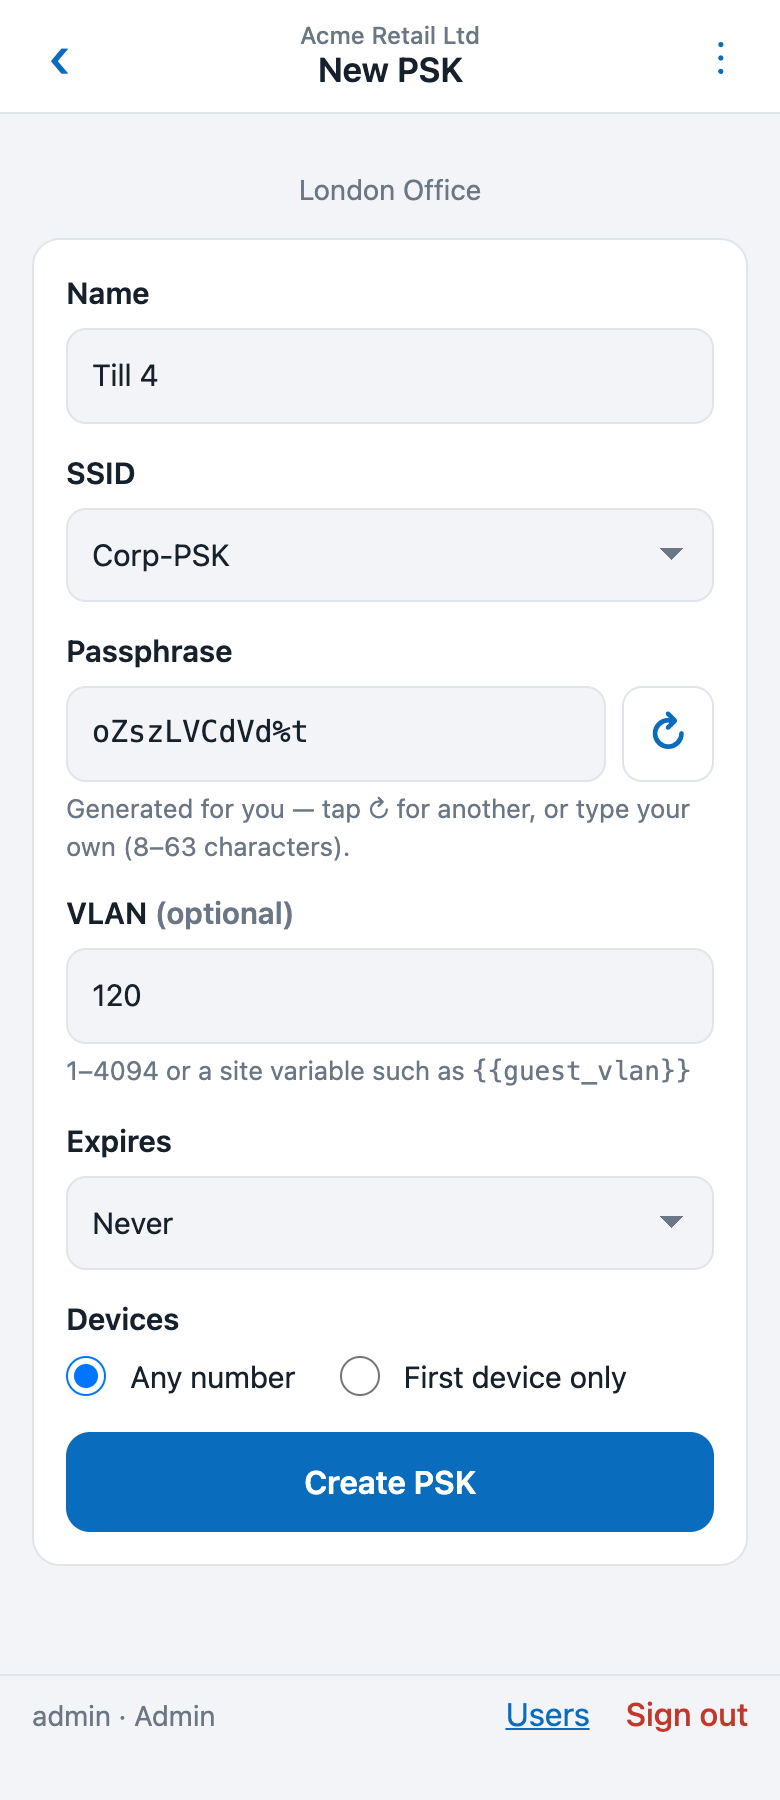 Acme Retail Ltd
New PSK
London Office
Name
Till 4
SSID
Corp-PSK
Passphrase
oZszLVCdVd%t
Generated for you — tap ↻ for another, or type your
own (8–63 characters).
VLAN (optional)
120
1–4094 or a site variable such as {{guest_vlan}}
Expires
Never
Devices
Any number First device only
Create PSK
admin · Admin Users Sign out